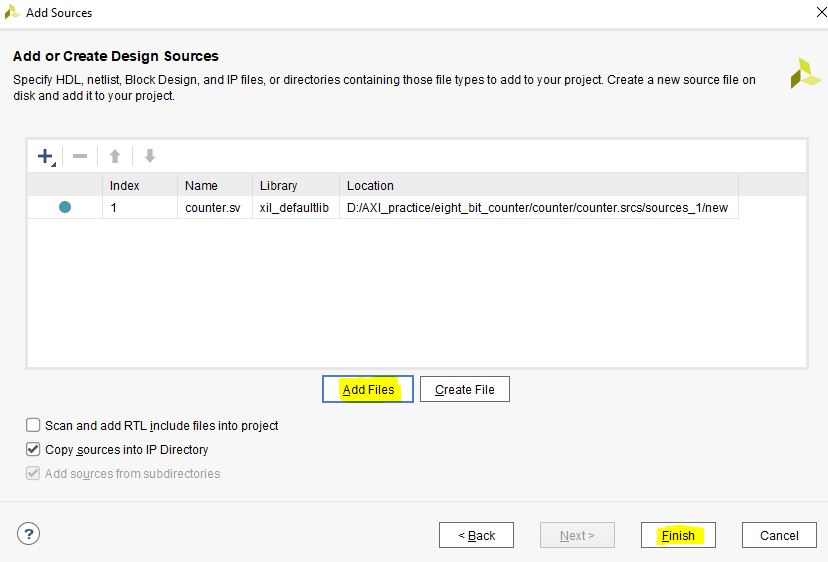 Add Sources
Add or Create Design Sources
Specify HDL, netlist, Block Design, and IP files, or directories containing those file types to add to your project. Create a new source file on
disk and add it to your project.
Index Name Library Location
1 counter.sv xil_defaultlib D:/AXI_practice/eight_bit_counter/counter/counter.srcs/sources_1/new
Add Files Create File
Scan and add RTL include files into project
Copy sources into IP Directory
Add sources from subdirectories
? < Back Next > Finish Cancel